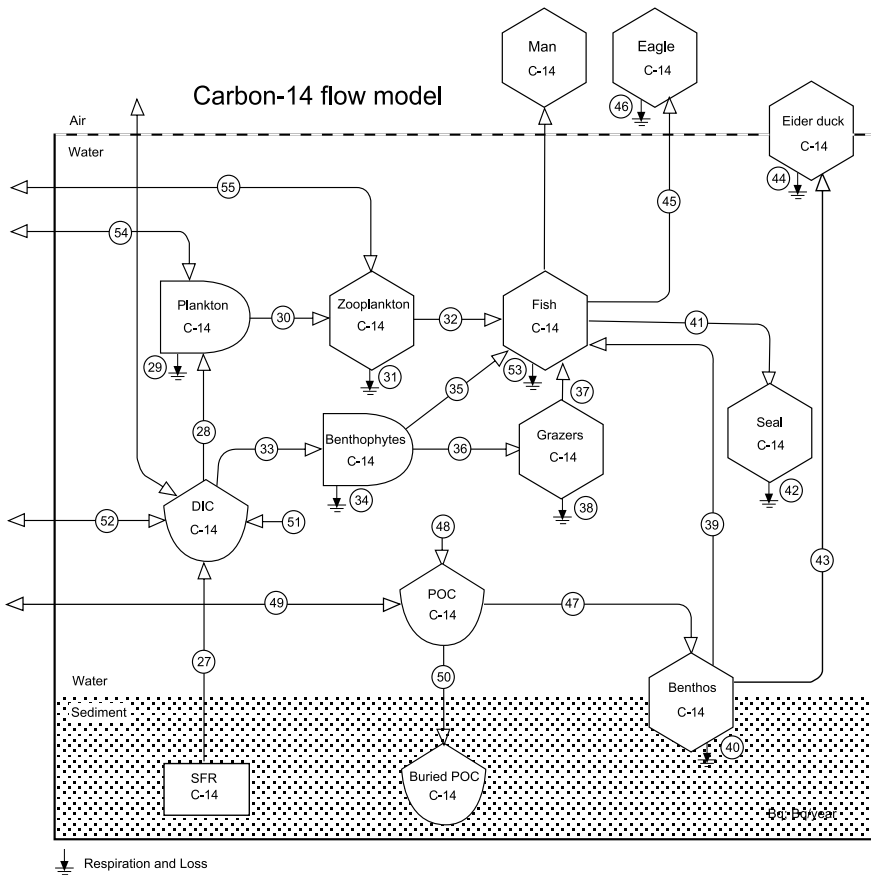 Man
C-14
Eagle
C-14
46
Carbon-14 flow model
Air
Water
Eider duck
C-14
44
55
45
54
Plankton
C-14
29
30
Zooplankton
C-14
31
32
Fish
C-14
53
41
35
37
28
33
Benthophytes
C-14
34
36
Grazers
C-14
38
Seal
C-14
42
DIC
C-14
52
51
48
39
43
49
POC
C-14
47
27
50
Water
Sediment
Benthos
C-14
40
SFR
C-14
Buried POC
C-14
Bq; Bq/year
Respiration and Loss